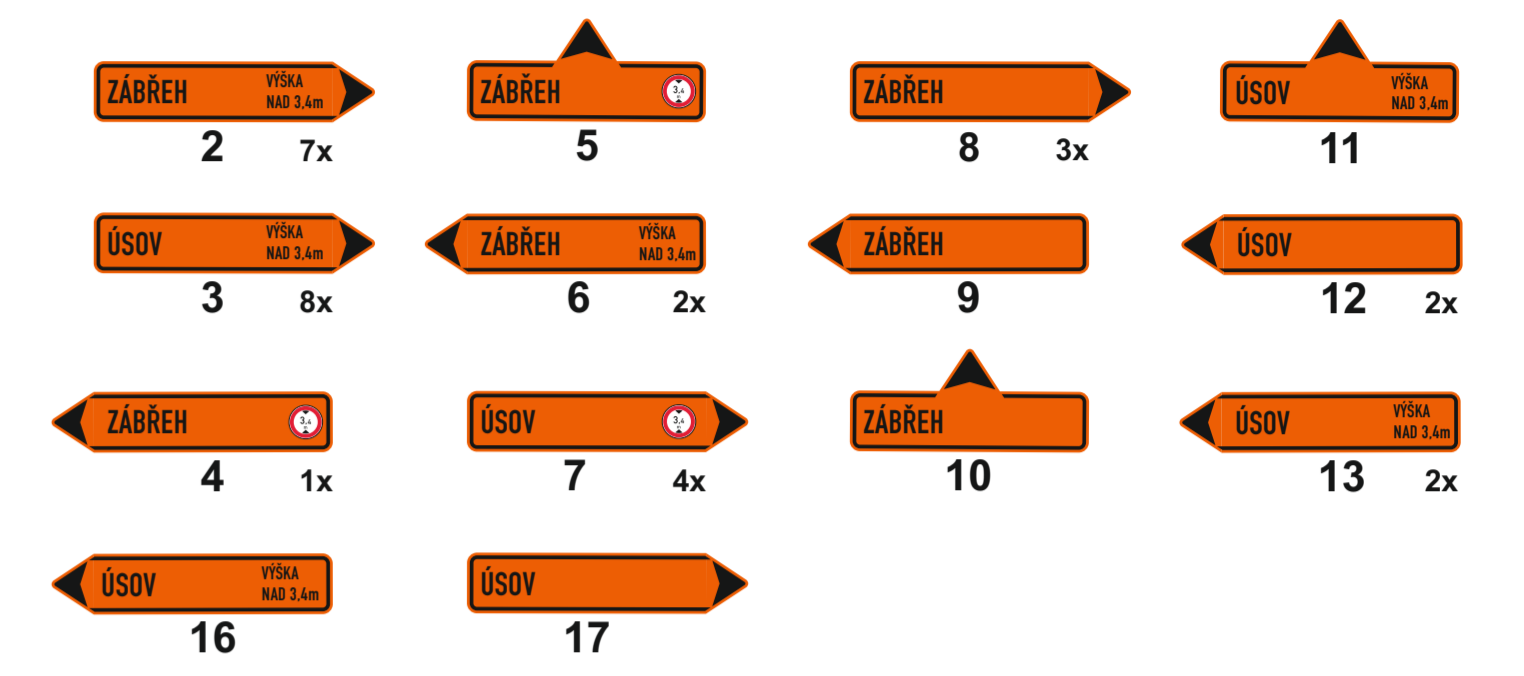 ZÁBŘEH
VÝŠKA
NAD 3,4m
2
7x
ZÁBŘEH
3,4
m
5
ZÁBŘEH
8
3x
ÚSOV
VÝŠKA
NAD 3,4m
11
ÚSOV
VÝŠKA
NAD 3,4m
3
8x
ZÁBŘEH
VÝŠKA
NAD 3,4m
6
2x
ZÁBŘEH
9
ÚSOV
12
2x
ZÁBŘEH
3,4
m
4
1x
ÚSOV
3,4
m
7
4x
ZÁBŘEH
10
ÚSOV
VÝŠKA
NAD 3,4m
13
2x
ÚSOV
VÝŠKA
NAD 3,4m
16
ÚSOV
17